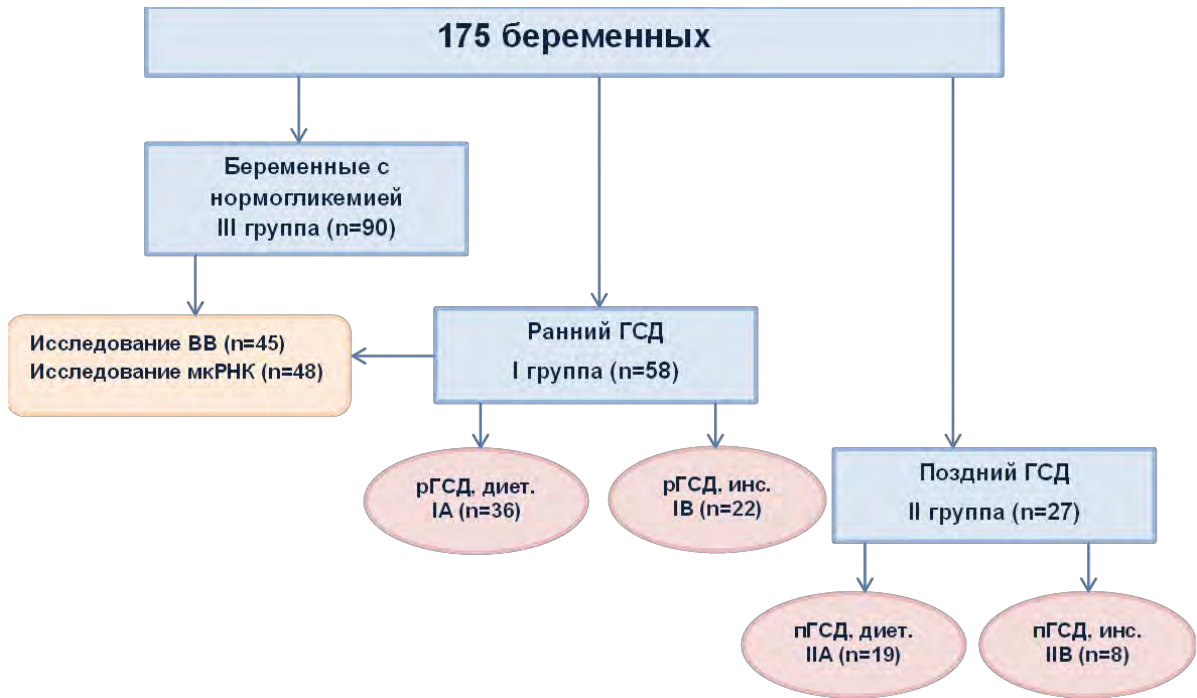 175 беременных
Беременные с
нормогликемией
III группа (n=90)
Исследование ВВ (n=45)
Исследование мкРНК (n=48)
Ранний ГСД
I группа (n=58)
рГСД, диет.
IA (n=36)
рГСД, инс.
IB (n=22)
Поздний ГСД
II группа (n=27)
пГСД, диет.
IIA (n=19)
пГСД, инс.
IIB (n=8)